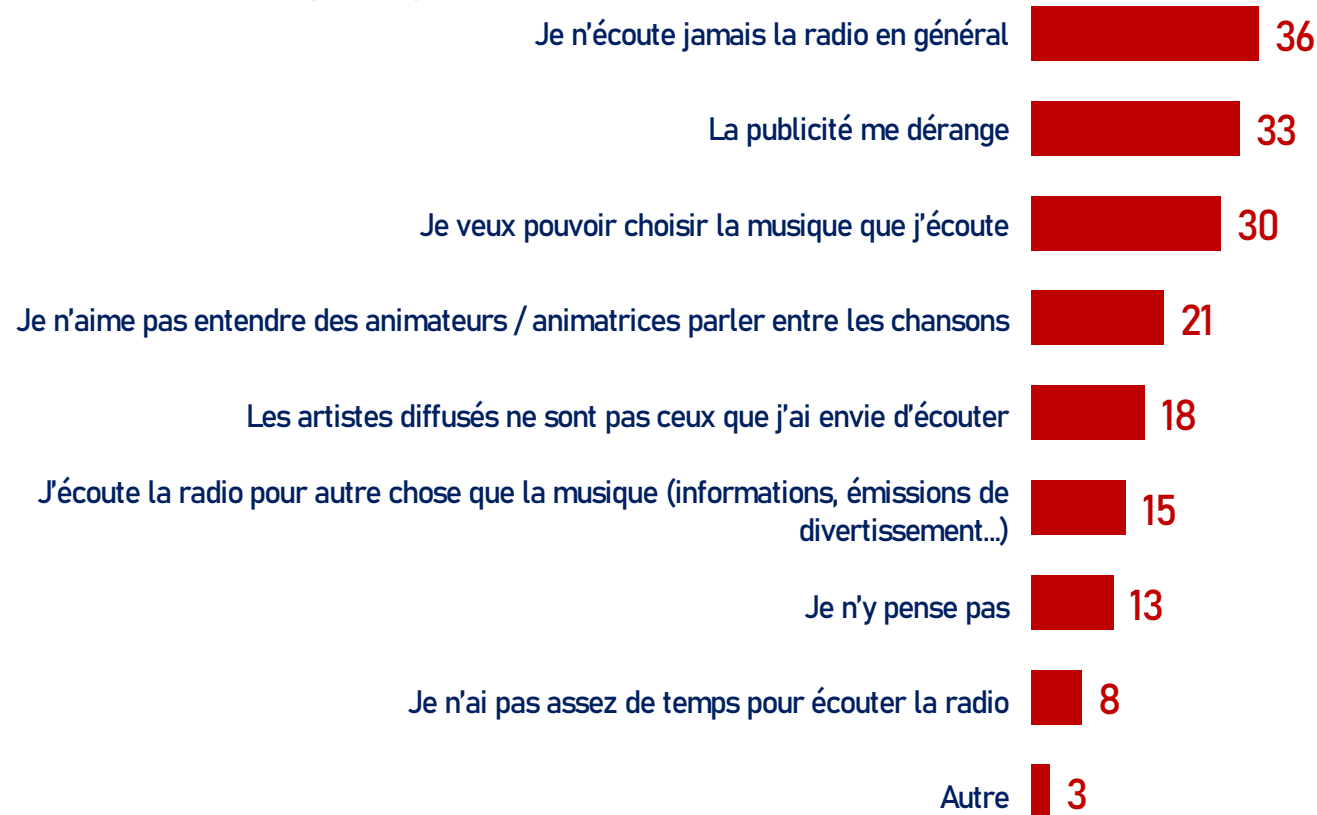 Je n'écoute jamais la radio en général 36
La publicité me dérange 33
Je veux pouvoir choisir la musique que j'écoute 30
Je n'aime pas entendre des animateurs / animatrices parler entre les chansons 21
Les artistes diffusés ne sont pas ceux que j'ai envie d'écouter 18
J'écoute la radio pour autre chose que la musique (informations, émissions de
divertissement...) 15
Je n'y pense pas 13
Je n'ai pas assez de temps pour écouter la radio 8
Autre 3